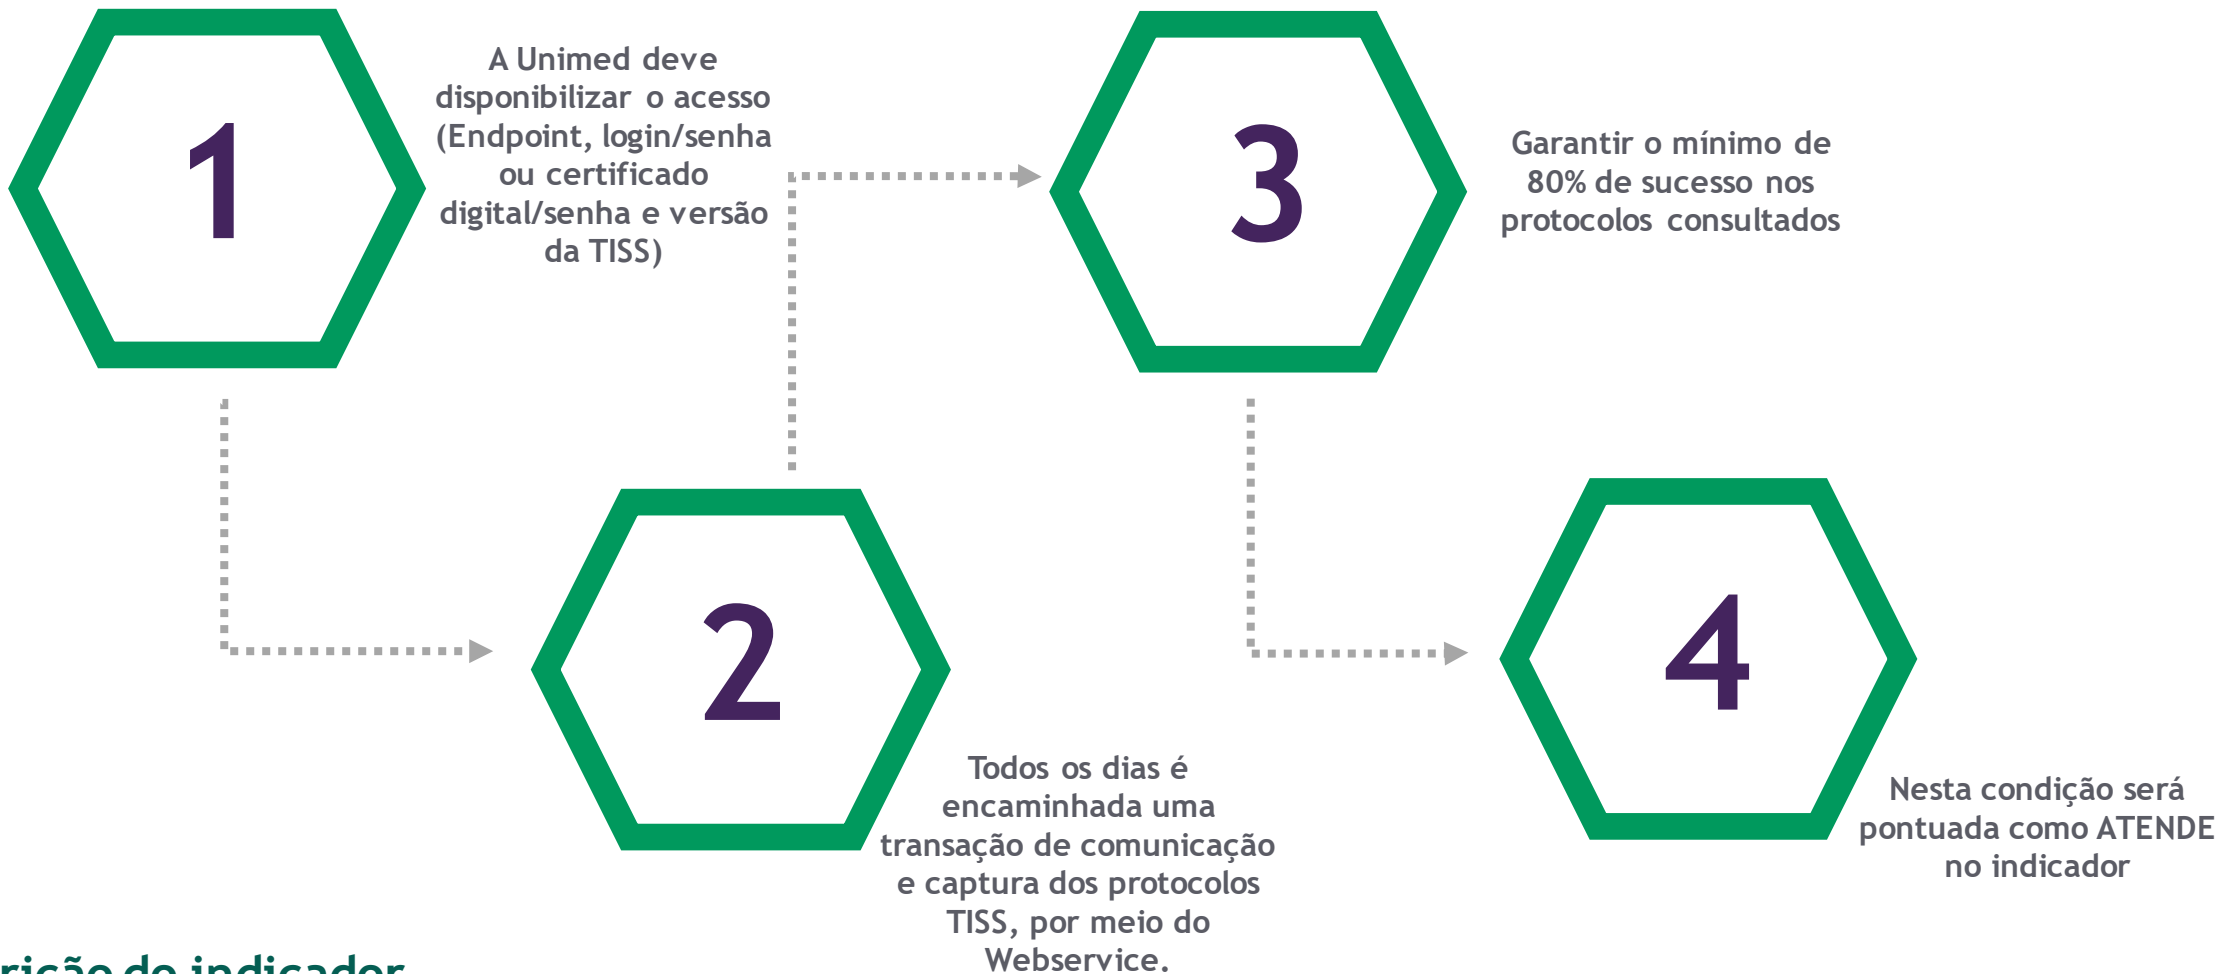 1
A Unimed deve
disponibilizar o acesso
(Endpoint, login/senha
ou certificado
digital/senha e versão
da TISS)
2
Todos os dias é
encaminhada uma
transação de comunicação
e captura dos protocolos
TISS, por meio do
Webservice.
3
Garantir o mínimo de
80% de sucesso nos
protocolos consultados
4
Nesta condição será
pontuada como ATENDE
no indicador
do indicador